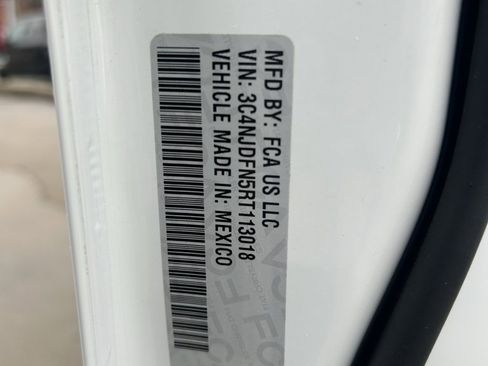 MFD BY: FCA US LLC
VIN: 3C4NJDFN5RT113018
VEHICLE MADE IN: MEXICO